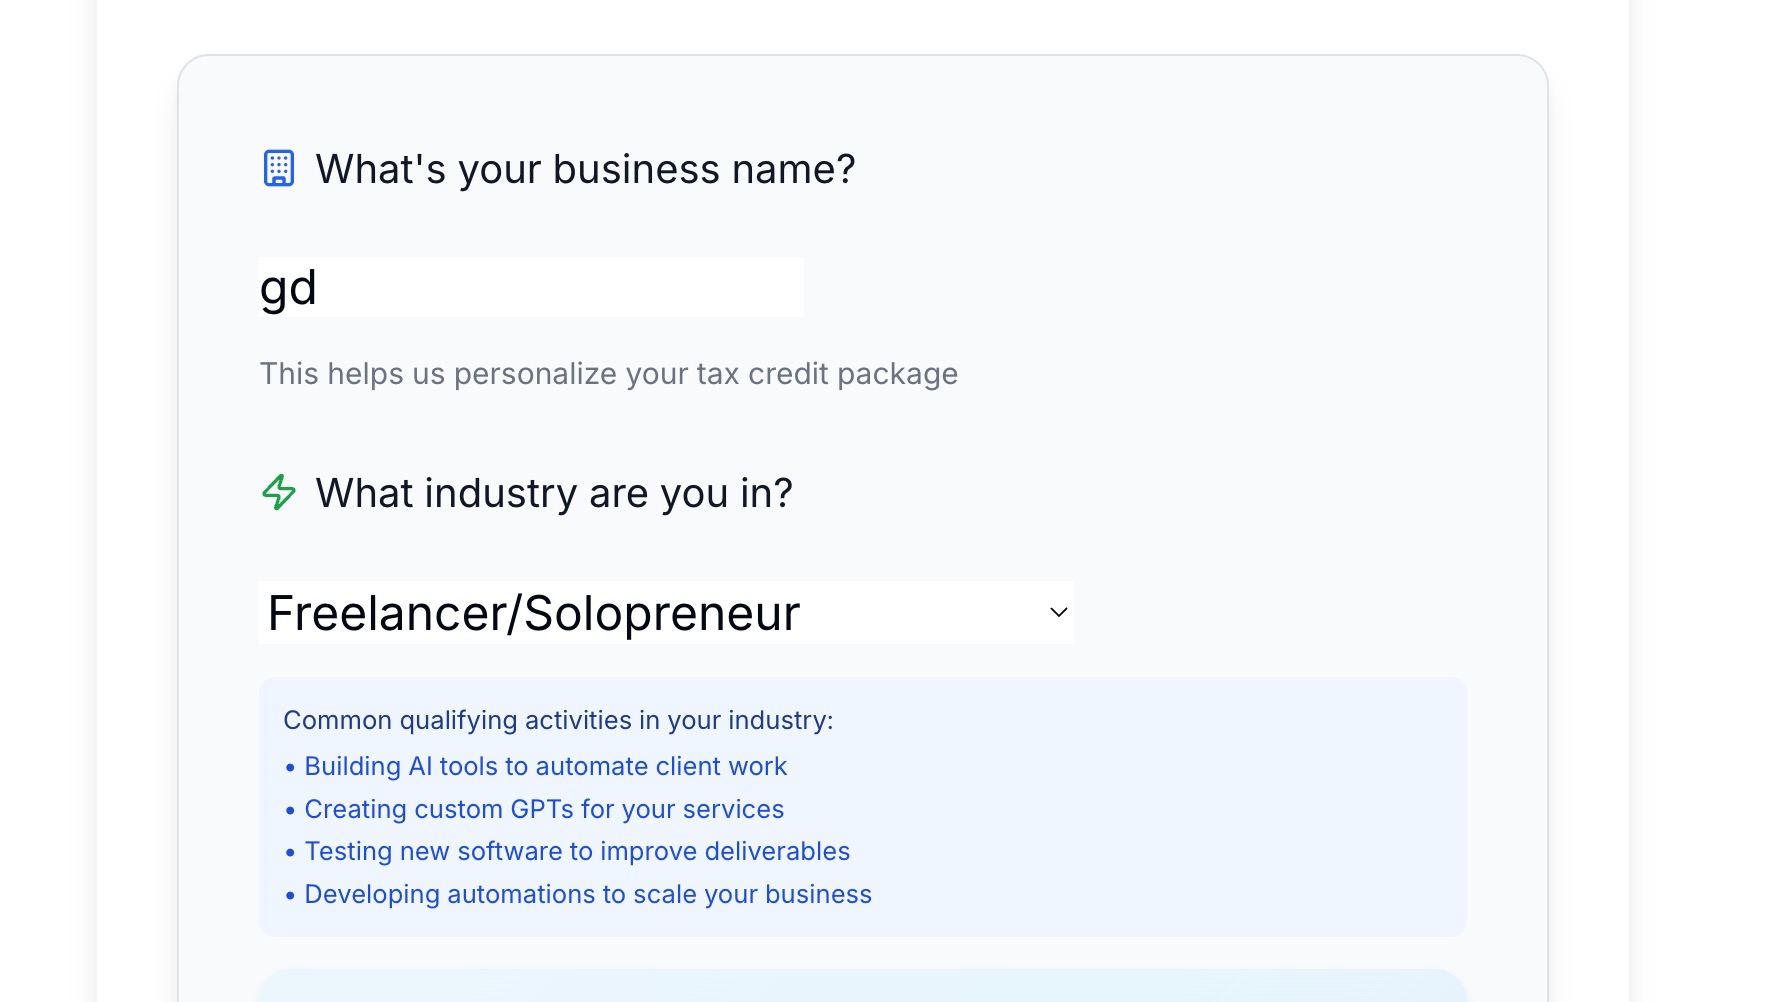 What's your business name?
gd
This helps us personalize your tax credit package
What industry are you in?
Freelancer/Solopreneur
Common qualifying activities in your industry:
• Building AI tools to automate client work
• Creating custom GPTs for your services
• Testing new software to improve deliverables
• Developing automations to scale your business